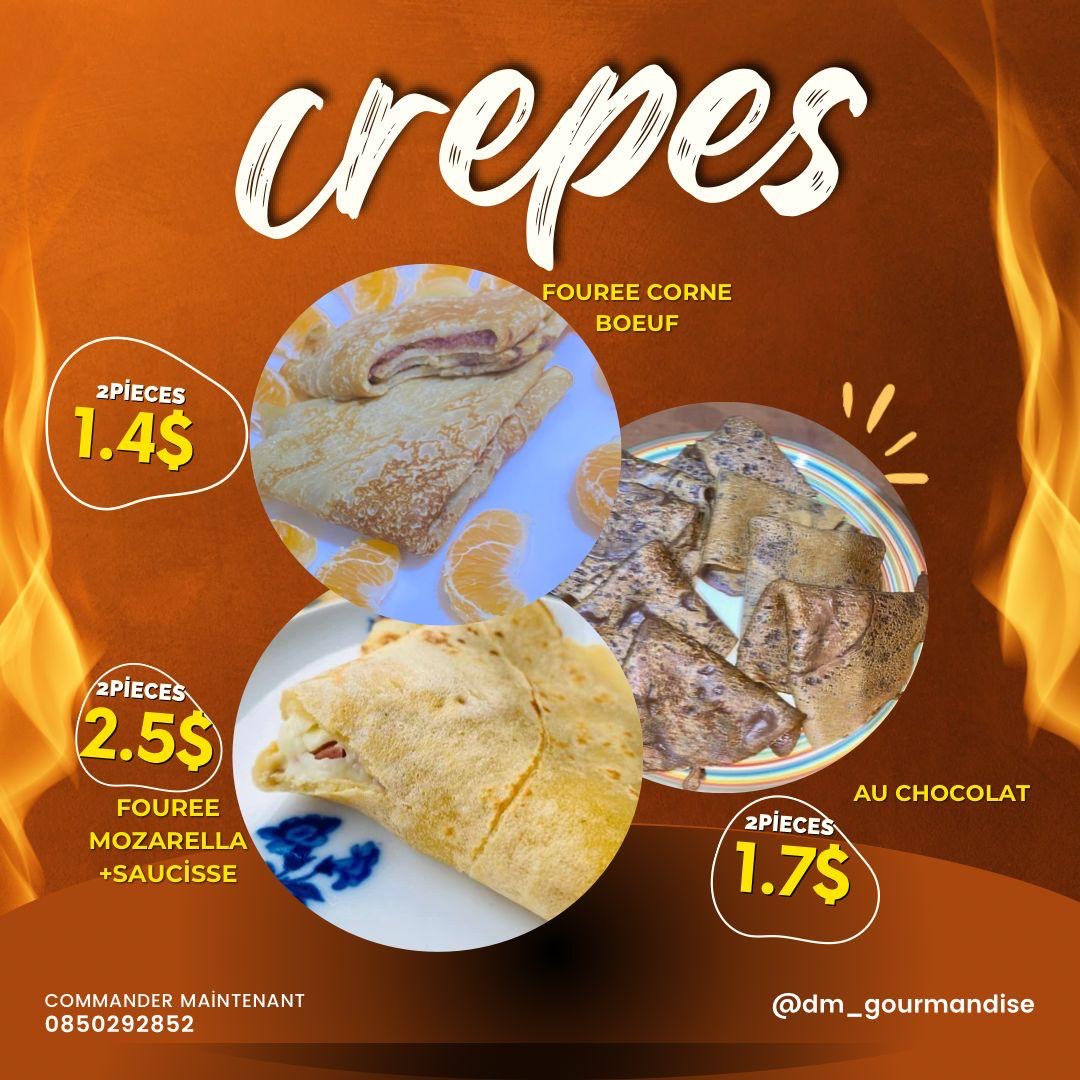 crepes
FOUREE CORNE
BOEUF
2PİECES
1.4$
2PİECES
2.5$
FOUREE
MOZARELLA
+SAUCİSSE
AU CHOCOLAT
2PİECES
1.7$
COMMANDER MAİNTENANT
0850292852
@dm_gourmandise